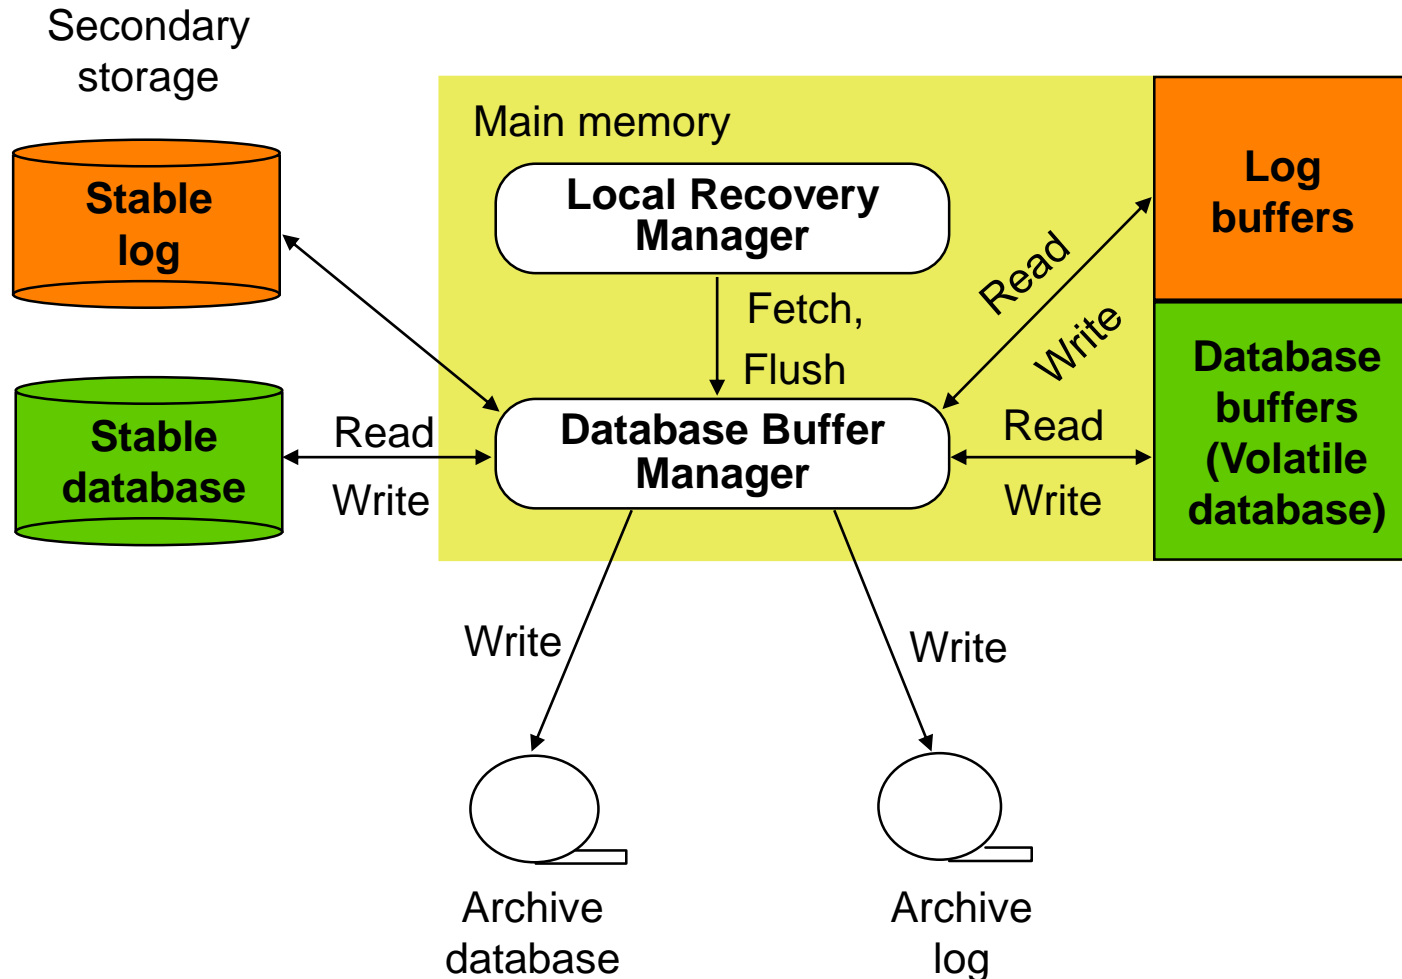 Secondary
storage
Main memory
Stable
log
Local Recovery
Manager
Log
buffers
Read
Write
Fetch,
Flush
Stable
database
Read
Write
Database Buffer
Manager
Read
Write
Database
buffers
(Volatile
database)
Write
Write
Archive
database
Archive
log